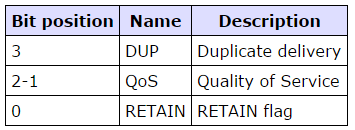 Bit position Name Description
3 DUP Duplicate delivery
2-1 QoS Quality of Service
0 RETAIN RETAIN flag